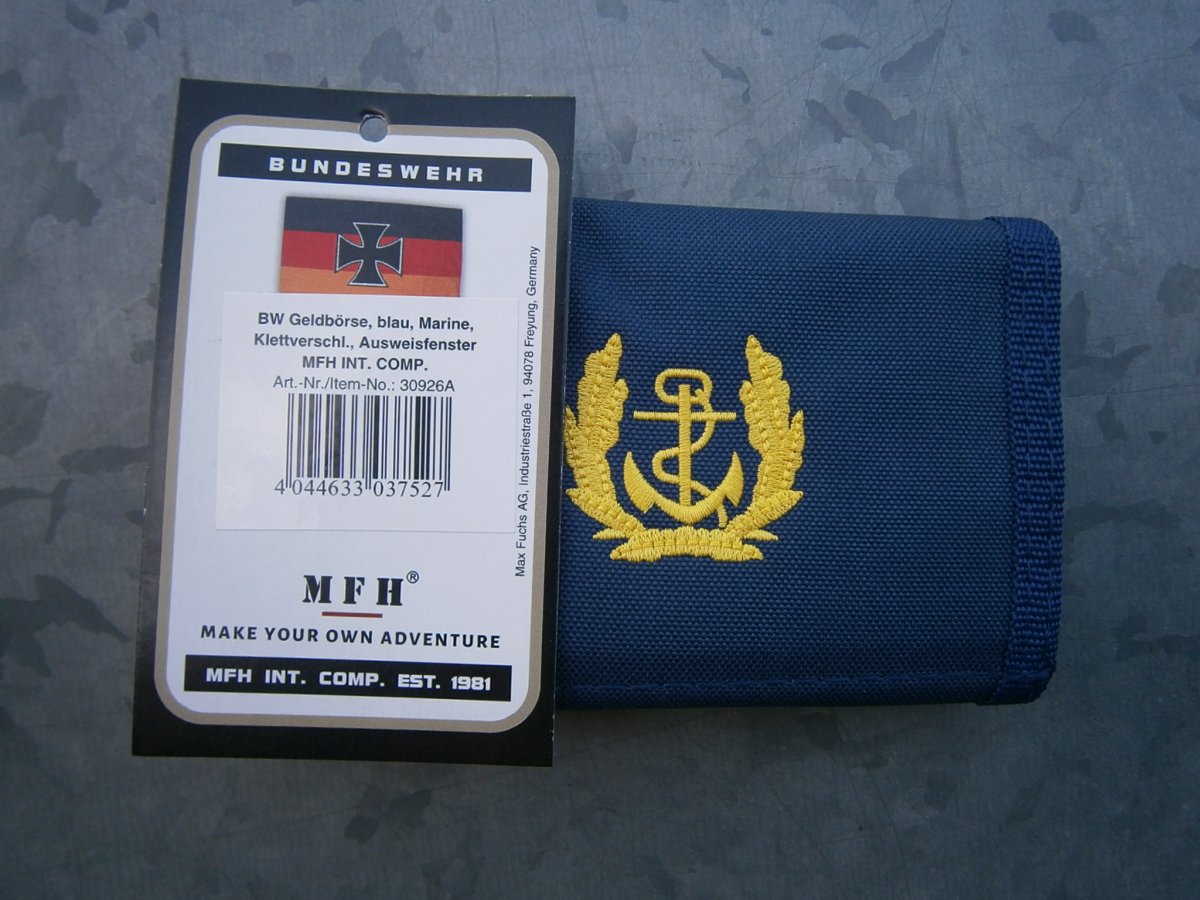 BUNDESWEHR
BW Geldbörse, blau, Marine,
Klettverschl., Ausweisfenster
MFH INT. COMP.
Art.-Nr./Item-No.: 30926A
4 044633 037527
Max Fuchs AG, Industriestraße 1, 94078 Freyung, Germany
MFH®
MAKE YOUR OWN ADVENTURE
MFH INT. COMP. EST. 1981